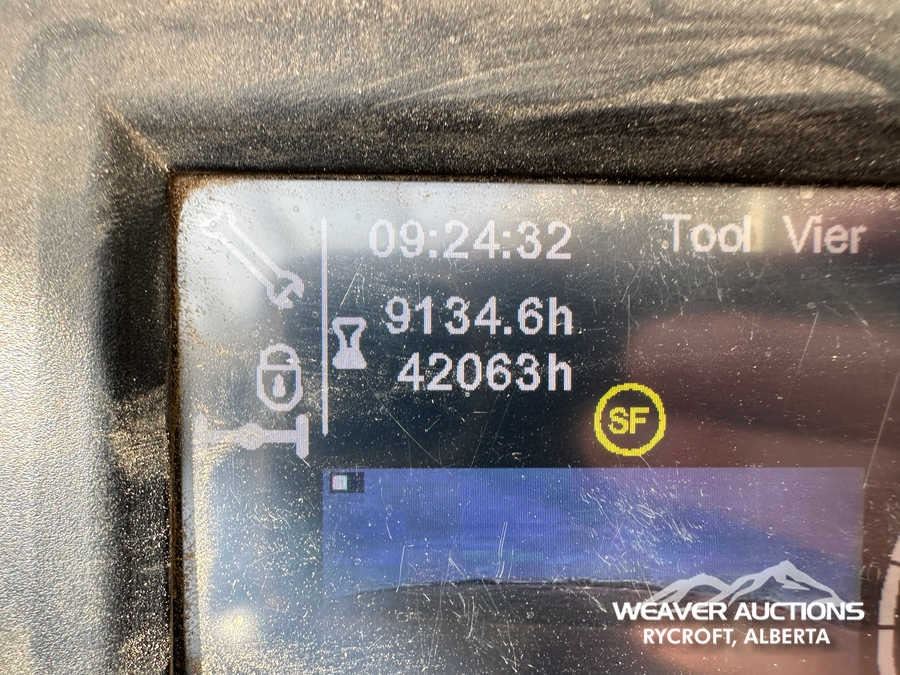 09:24:32
Tool Vier
9134.6h
42063h
SF
WEAVER AUCTIONS
RYCROFT, ALBERTA